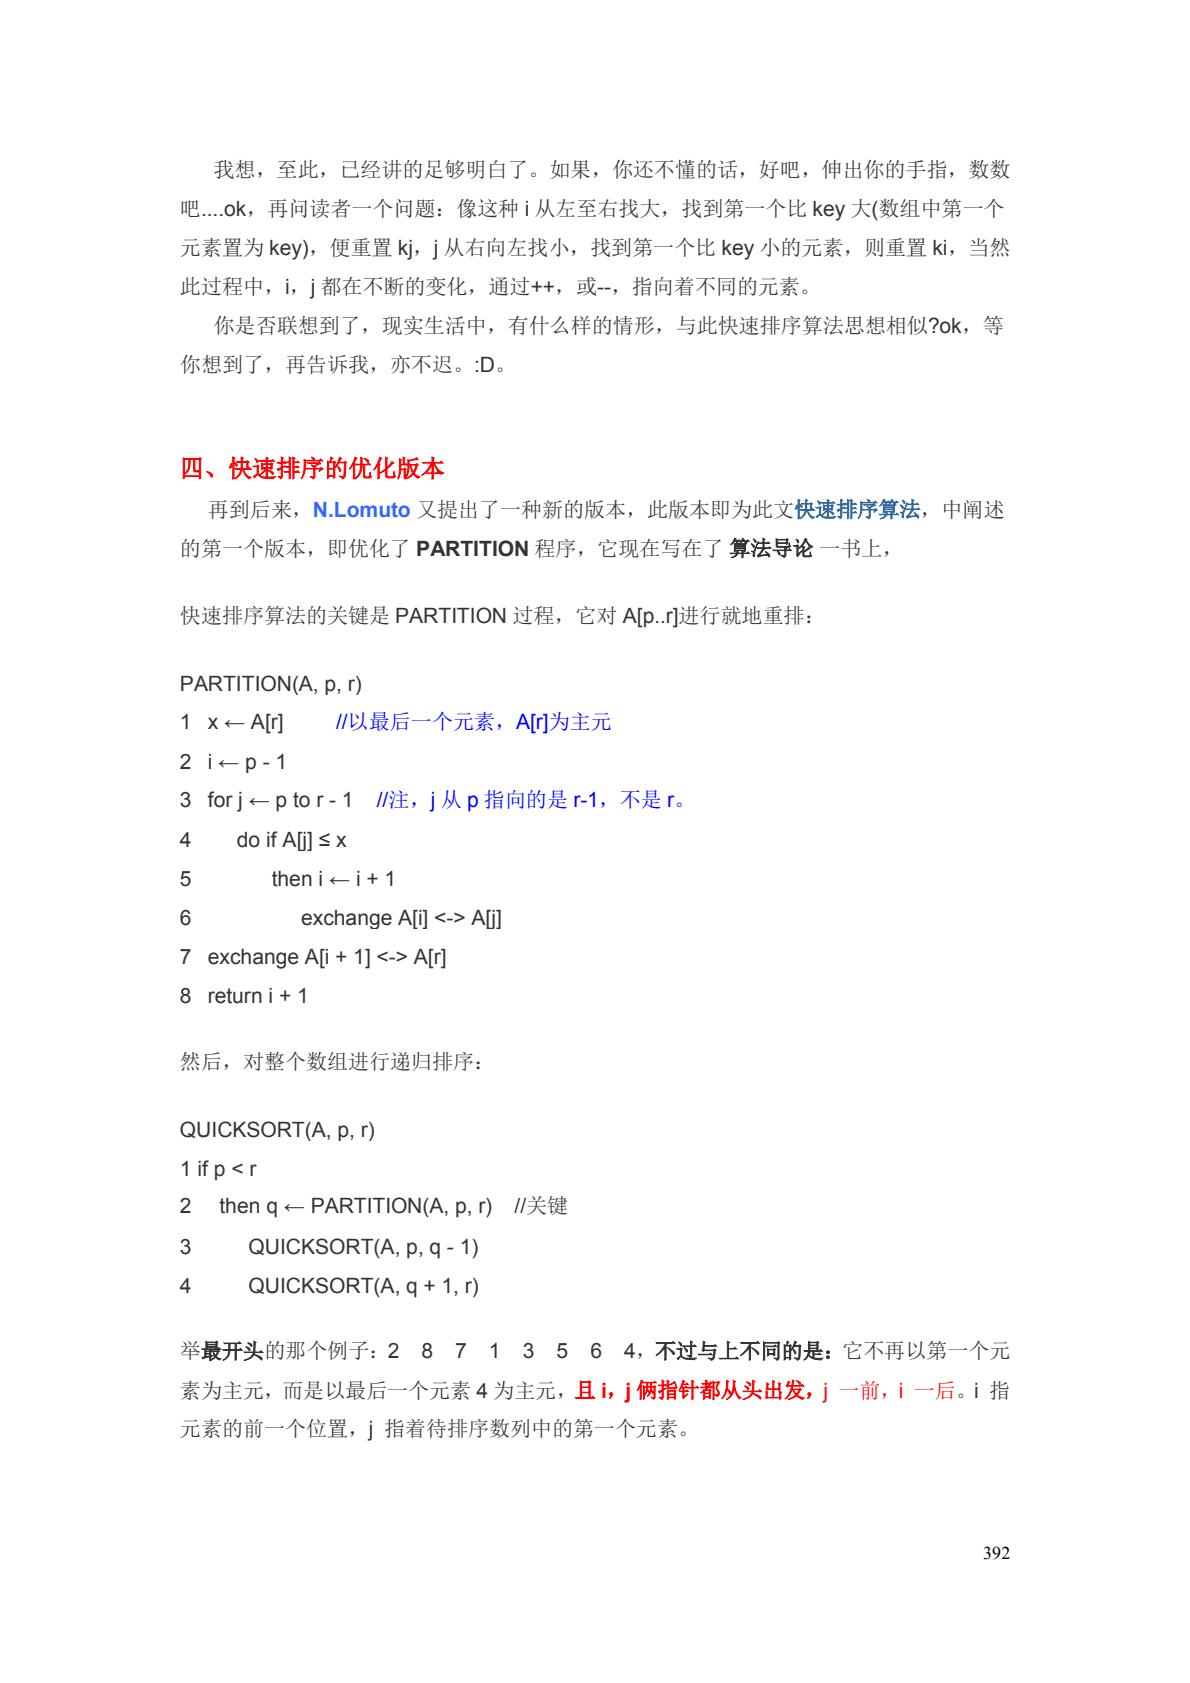 我想，至此，已经讲的足够明白了。如果，你还不懂的话，好吧，伸出你的手指，数数
吧....ok，再问读者一个问题：像这种 i 从左至右找大，找到第一个比 key 大(数组中第一个
元素置为 key)，便重置 kj，j 从右向左找小，找到第一个比 key 小的元素，则重置 ki，当然
此过程中，i，j 都在不断的变化，通过++，或--，指向着不同的元素。
你是否联想到了，现实生活中，有什么样的情形，与此快速排序算法思想相似?ok，等
你想到了，再告诉我，亦不迟。:D。
四、快速排序的优化版本
再到后来，N.Lomuto 又提出了一种新的版本，此版本即为此文快速排序算法，中阐述
的第一个版本，即优化了 PARTITION 程序，它现在写在了 算法导论 一书上，
快速排序算法的关键是 PARTITION 过程，它对 A[p..r]进行就地重排：
PARTITION(A, p, r)
1 x ← A[r] //以最后一个元素，A[r]为主元
2 i ← p - 1
3 for j ← p to r - 1 //注，j 从 p 指向的是 r-1，不是 r。
4 do if A[j] ≤ x
5 then i ← i + 1
6 exchange A[i] <-> A[j]
7 exchange A[i + 1] <-> A[r]
8 return i + 1
然后，对整个数组进行递归排序：
QUICKSORT(A, p, r)
1 if p < r
2 then q ← PARTITION(A, p, r) //关键
3 QUICKSORT(A, p, q - 1)
4 QUICKSORT(A, q + 1, r)
举最开头的那个例子：2 8 7 1 3 5 6 4，不过与上不同的是：它不再以第一个元
素为主元，而是以最后一个元素 4 为主元，且 i，j 俩指针都从头出发，j 一前，i 一后。i 指
元素的前一个位置，j 指着待排序数列中的第一个元素。
392